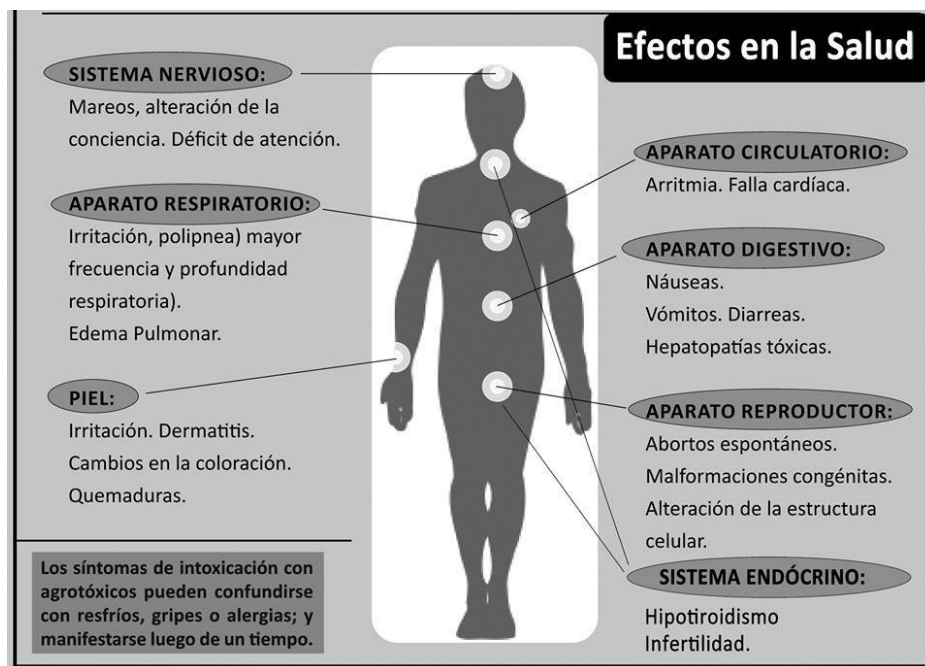 Efectos en la Salud
SISTEMA NERVIOSO:
Mareos, alteración de la
conciencia. Déficit de atención.
APARATO RESPIRATORIO:
Irritación, polipnea) mayor
frecuencia y profundidad
respiratoria).
Edema Pulmonar.
PIEL:
Irritación. Dermatitis.
Cambios en la coloración.
Quemaduras.
Los síntomas de intoxicación con
agrotóxicos pueden confundirse
con resfríos, gripes o alergias; y
manifestarse luego de un tiempo.
APARATO CIRCULATORIO:
Arritmia. Falla cardíaca.
APARATO DIGESTIVO:
Náuseas.
Vómitos. Diarreas.
Hepatopatías tóxicas.
APARATO REPRODUCTOR:
Abortos espontáneos.
Malformaciones congénitas.
Alteración de la estructura
celular.
SISTEMA ENDÓCRINO:
Hipotiroidismo
Infertilidad.